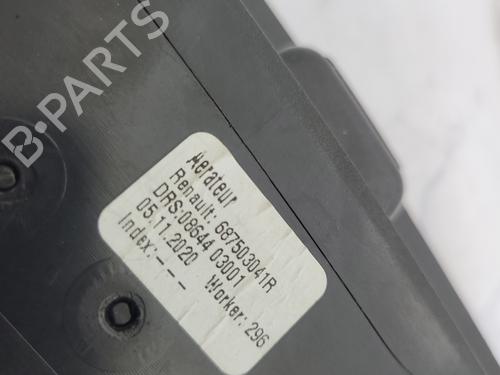 B-PARTS
Aerateur
Renault: 687503041R
DRS:08644 03001
05.11.2020 Worker: 296
Index:- - -